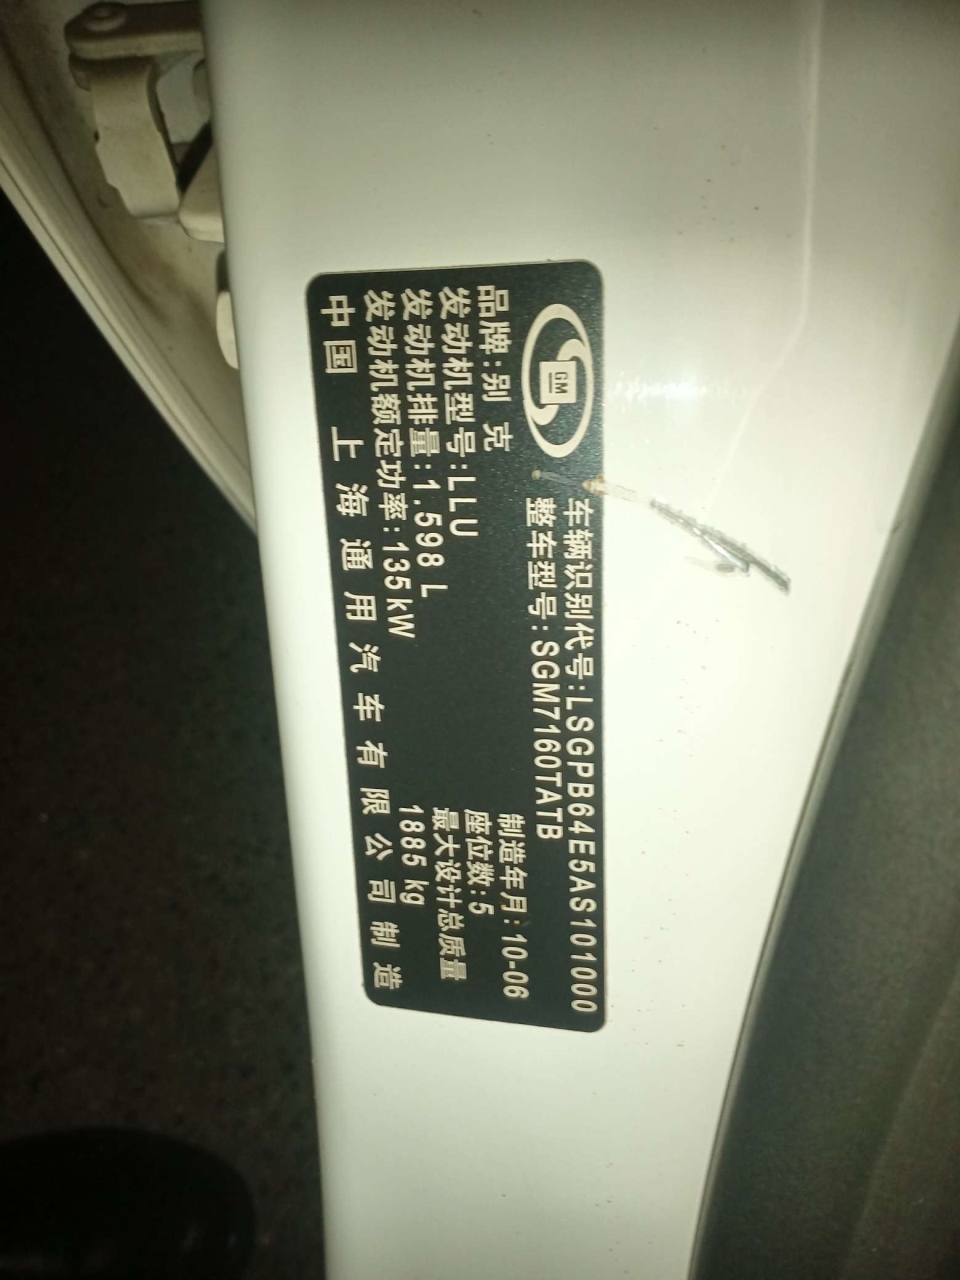 GM
车辆识别代号:LSGPB64E5AS101000
整车型号:SGM7160TATB
品牌:别 克
制造年月:10-06
发动机型号:LLU
座位数:5
发动机排量:1.598 L
最大设计总质量
发动机额定功率:135kW
1885 kg
中国 上海通用汽车有限公司制造